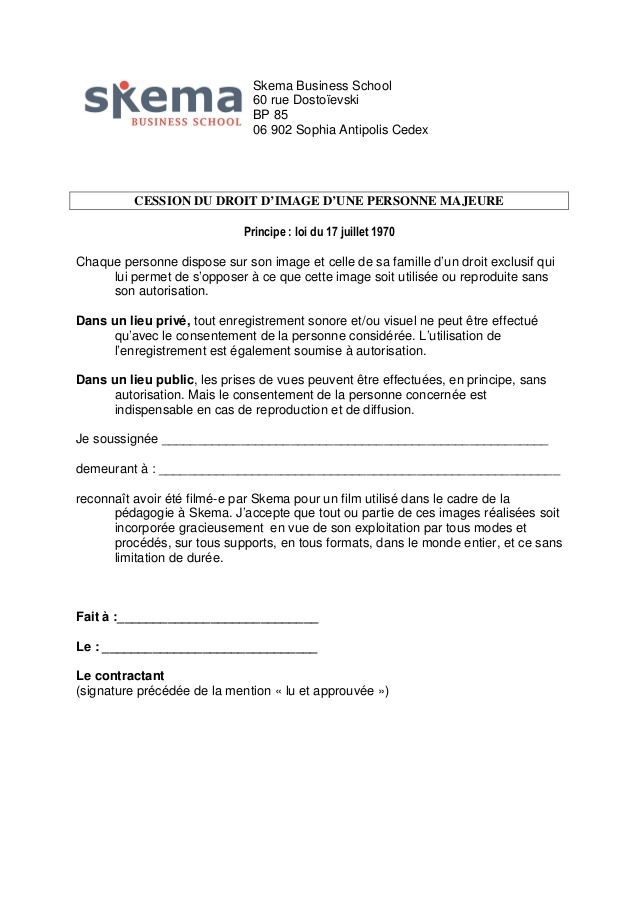 skema
BUSINESS SCHOOL
Skema Business School
60 rue Dostoïevski
BP 85
06 902 Sophia Antipolis Cedex
CESSION DU DROIT D’IMAGE D’UNE PERSONNE MAJEURE
Principe : loi du 17 juillet 1970
Chaque personne dispose sur son image et celle de sa famille d’un droit exclusif qui
lui permet de s’opposer à ce que cette image soit utilisée ou reproduite sans
son autorisation.
Dans un lieu privé, tout enregistrement sonore et/ou visuel ne peut être effectué
qu’avec le consentement de la personne considérée. L’utilisation de
l’enregistrement est également soumise à autorisation.
Dans un lieu public, les prises de vues peuvent être effectuées, en principe, sans
autorisation. Mais le consentement de la personne concernée est
indispensable en cas de reproduction et de diffusion.
Je soussignée ______________________________________________________
demeurant à : ________________________________________________________
reconnaît avoir été filmé-e par Skema pour un film utilisé dans le cadre de la
pédagogie à Skema. J’accepte que tout ou partie de ces images réalisées soit
incorporée gracieusement en vue de son exploitation par tous modes et
procédés, sur tous supports, en tous formats, dans le monde entier, et ce sans
limitation de durée.
Fait à :____________________________
Le : ______________________________
Le contractant
(signature précédée de la mention « lu et approuvée »)